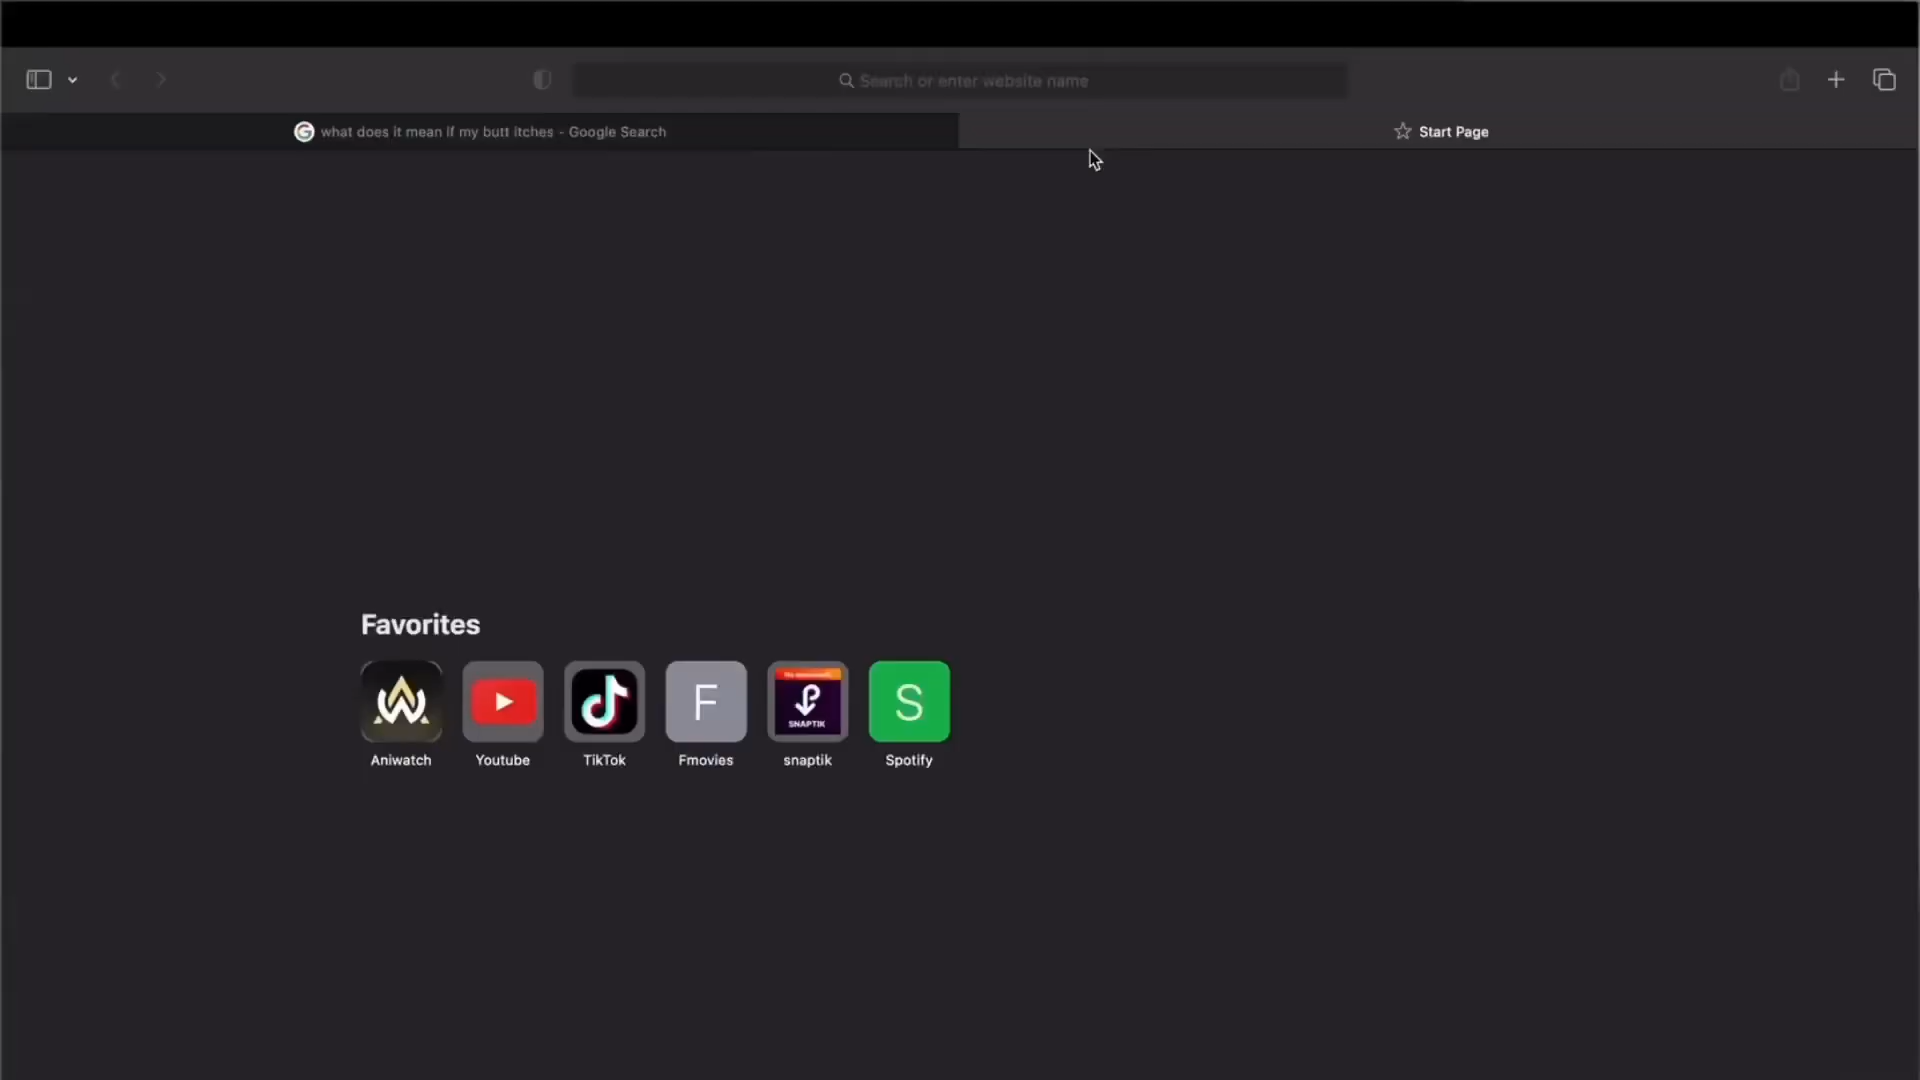 Search or enter website name
what does it mean if my butt itches - Google Search
Start Page
Favorites
F
SNAPTIK
S
Aniwatch
Youtube
TikTok
Fmovies
snaptik
Spotify